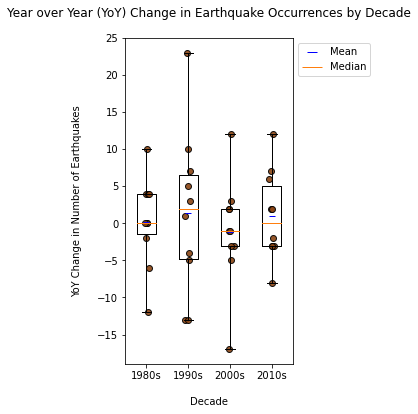 Year over Year (YoY) Change in Earthquake Occurrences by Decade
Mean
Median
YoY Change in Number of Earthquakes
25
20
15
10
5
0
−5
−10
−15
1980s 1990s 2000s 2010s
Decade